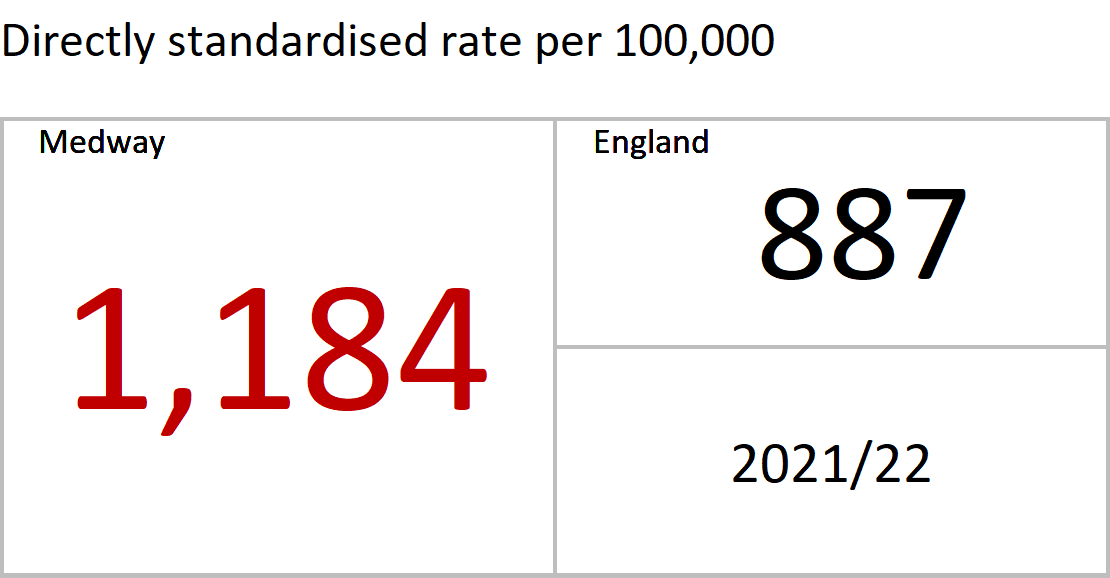 Directly standardised rate per 100,000
Medway
1,184
England
887
2021/22